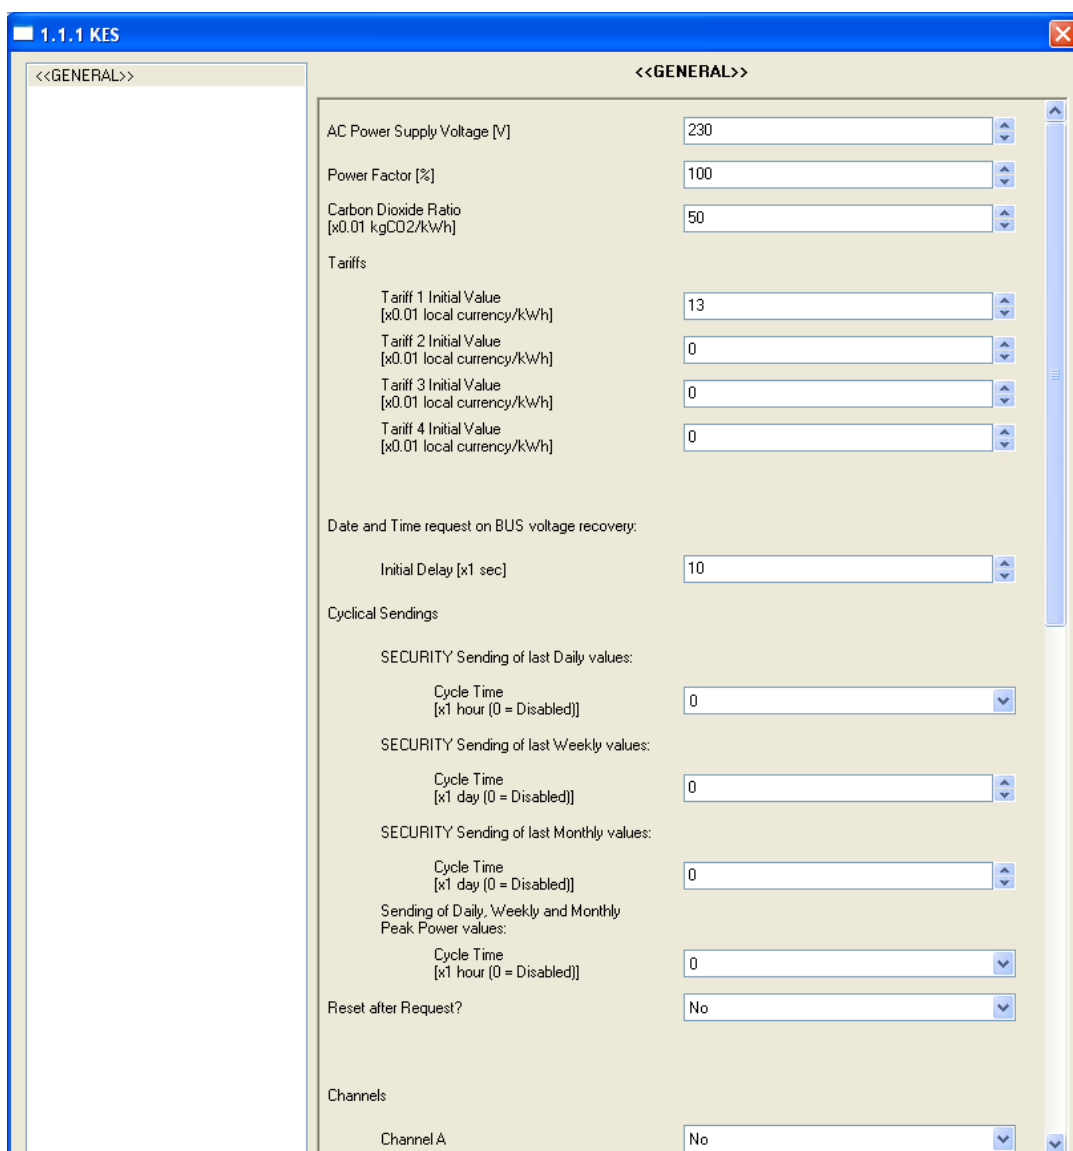 1.1.1 KES
<<GENERAL>>
<<GENERAL>>
AC Power Supply Voltage [V]
230
Power Factor [%]
100
Carbon Dioxide Ratio
[x0.01 kgCO2/kWh]
50
Tariffs
Tariff 1 Initial Value
[x0.01 local currency/kWh]
13
Tariff 2 Initial Value
[x0.01 local currency/kWh]
0
Tariff 3 Initial Value
[x0.01 local currency/kWh]
0
Tariff 4 Initial Value
[x0.01 local currency/kWh]
0
Date and Time request on BUS voltage recovery:
Initial Delay [x1 sec]
10
Cyclical Sendings
SECURITY Sending of last Daily values:
Cycle Time
[x1 hour (0 = Disabled)]
0
SECURITY Sending of last Weekly values:
Cycle Time
[x1 day (0 = Disabled)]
0
SECURITY Sending of last Monthly values:
Cycle Time
[x1 day (0 = Disabled)]
0
Sending of Daily, Weekly and Monthly
Peak Power values:
Cycle Time
[x1 hour (0 = Disabled)]
0
Reset after Request?
No
Channels
Channel A
No